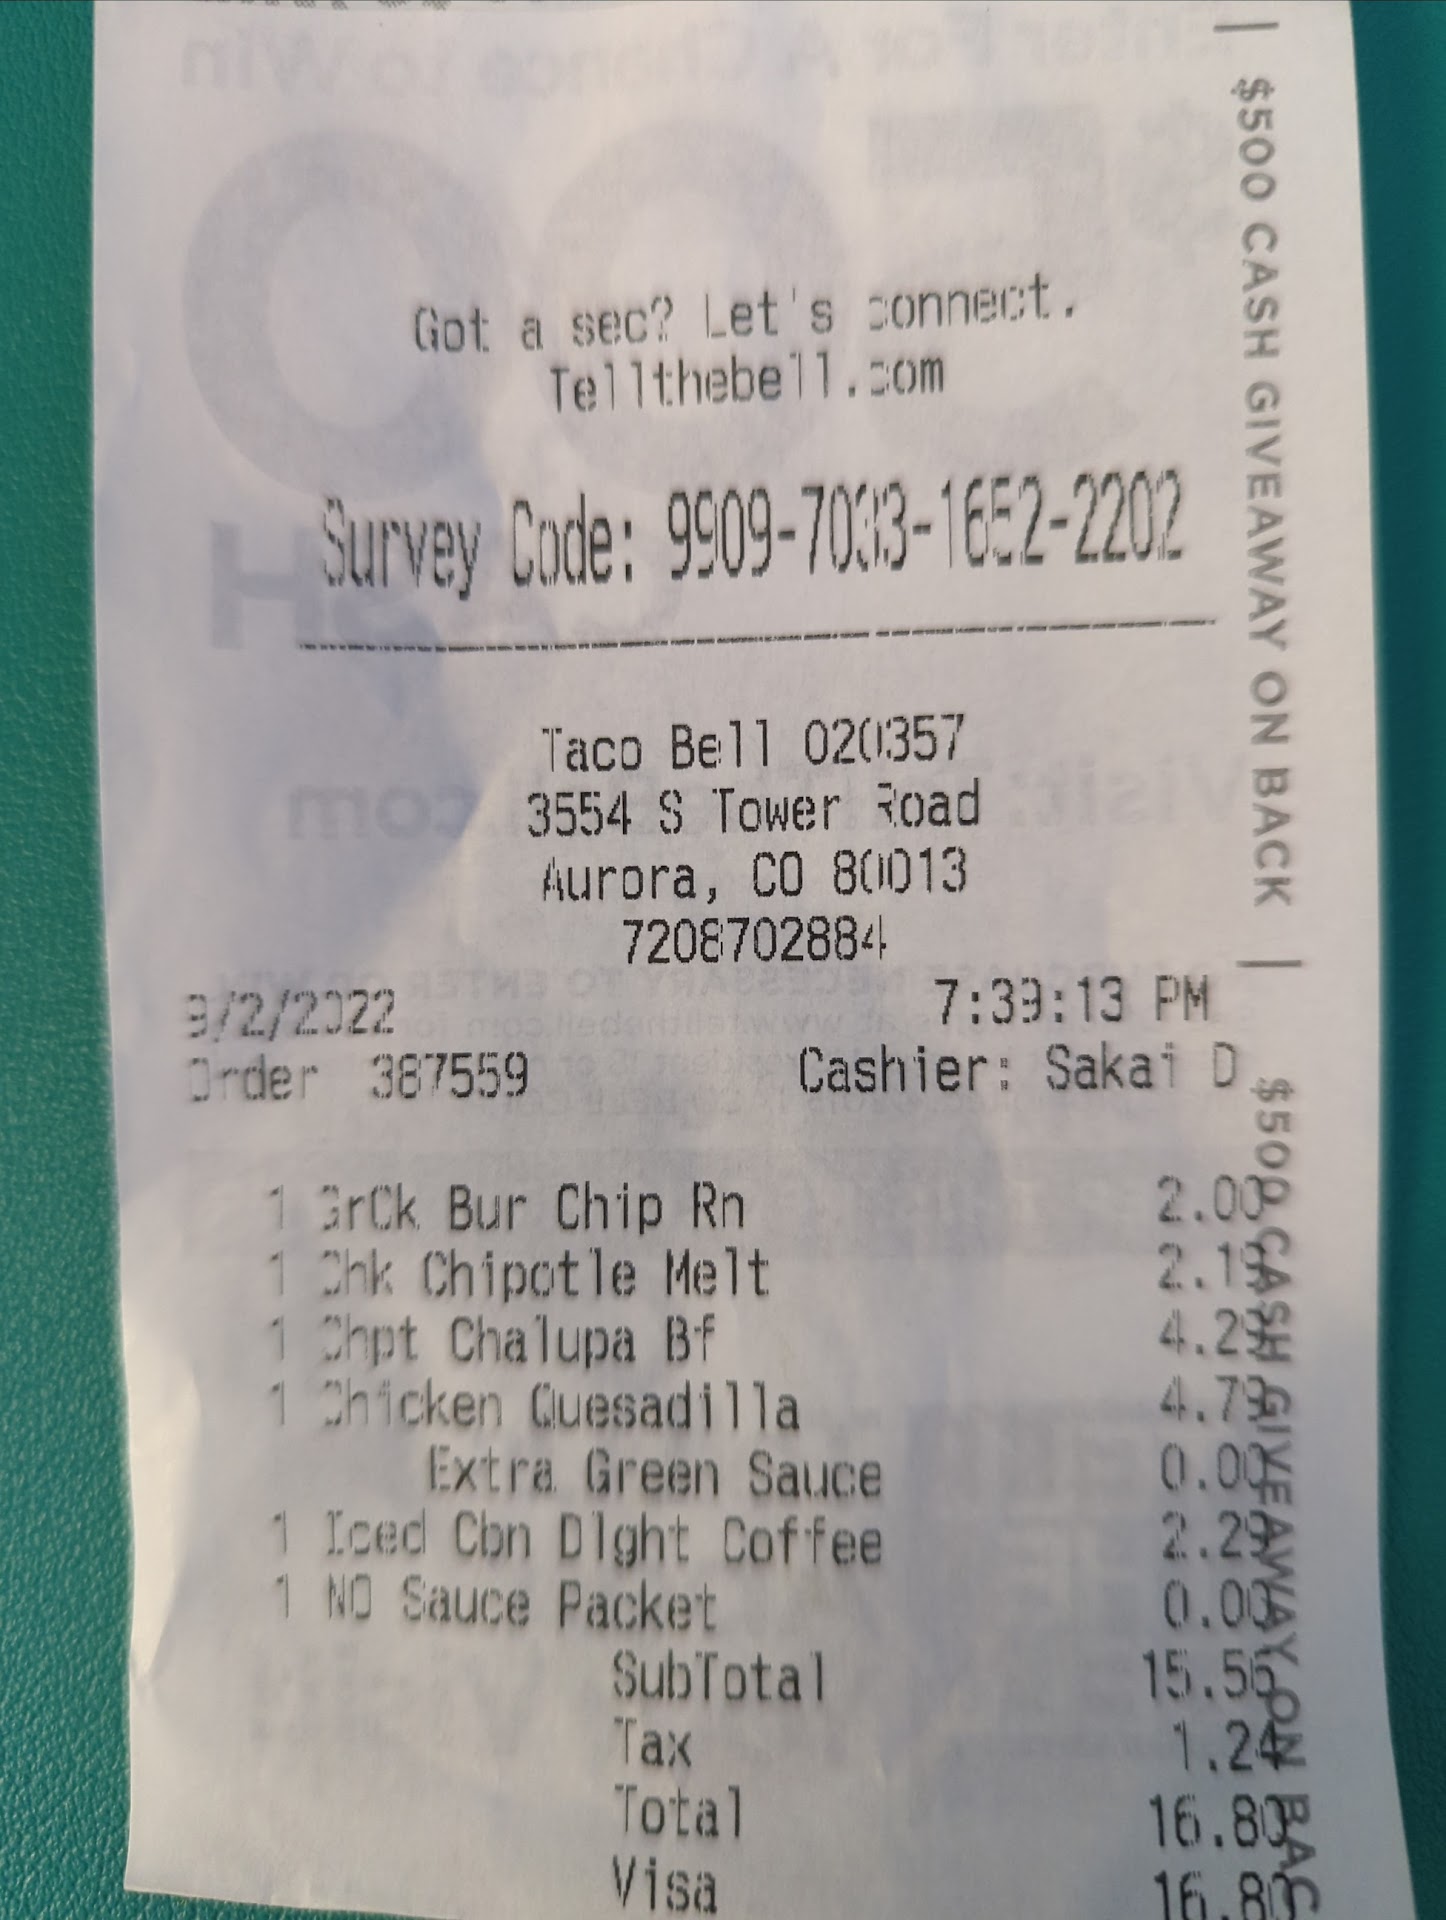 Got a sec? Let's connect.
Tellthebell.com
Survey Code: 9909-7033-1652-2202
Taco Bell 020357
3554 S Tower Road
Aurora, CO 80013
7208702884
9/2/2022 7:39:13 PM
Order 387559 Cashier: Sakai D
1 GrCk Bur Chip Rn 2.00
1 Chk Chipotle Melt 2.19
1 Chpt Chalupa Bf 4.29
1 Chicken Quesadilla 4.79
Extra Green Sauce 0.00
1 Iced Cbn Dlght Coffee 2.29
1 NO Sauce Packet 0.00
SubTotal 15.56
Tax 1.24
Total 16.80
Visa 16.80
| $500 CASH GIVEAWAY ON BACK |
$500 CASH GIVEAWAY ON BAC